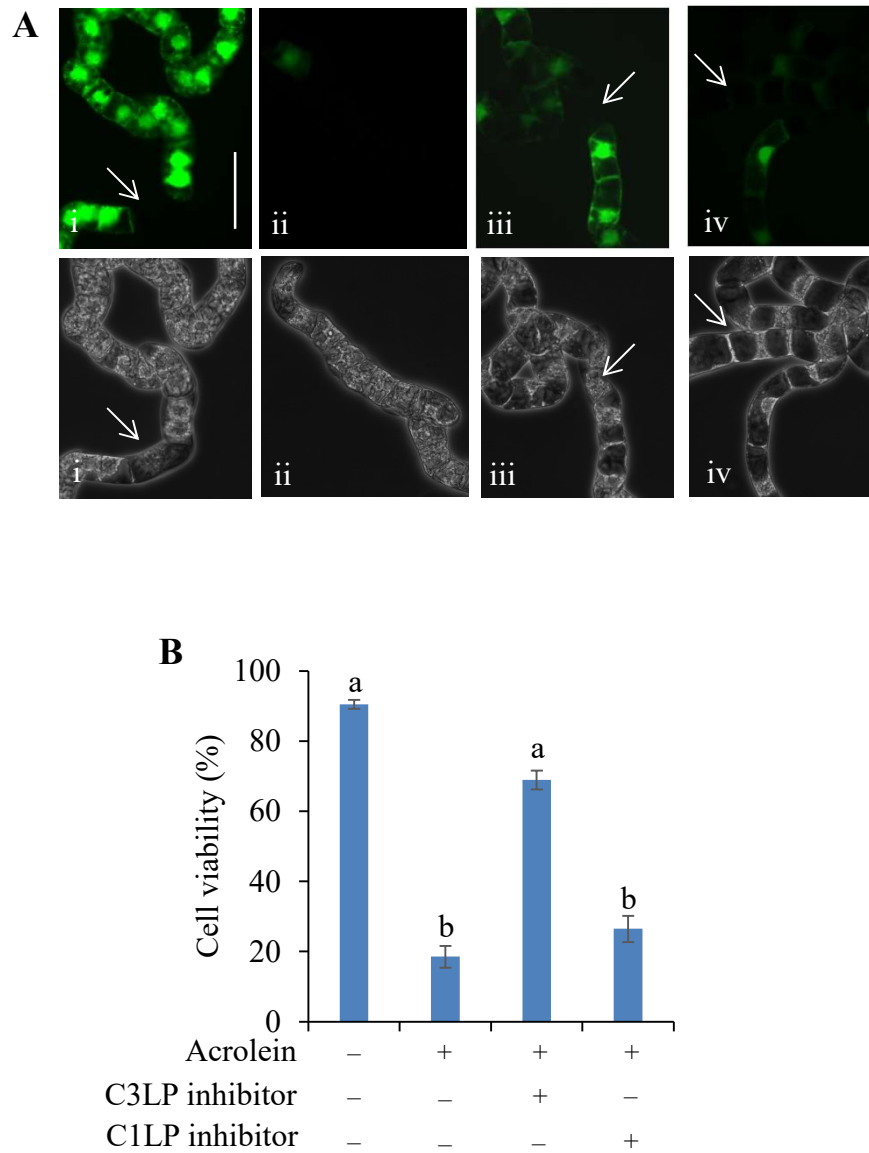 A
i ii iii iv
i ii iii iv
B
Cell viability (%)
100
80
60
40
20
0
a b a b
Acrolein – + + +
C3LP inhibitor – – + –
C1LP inhibitor – – – +